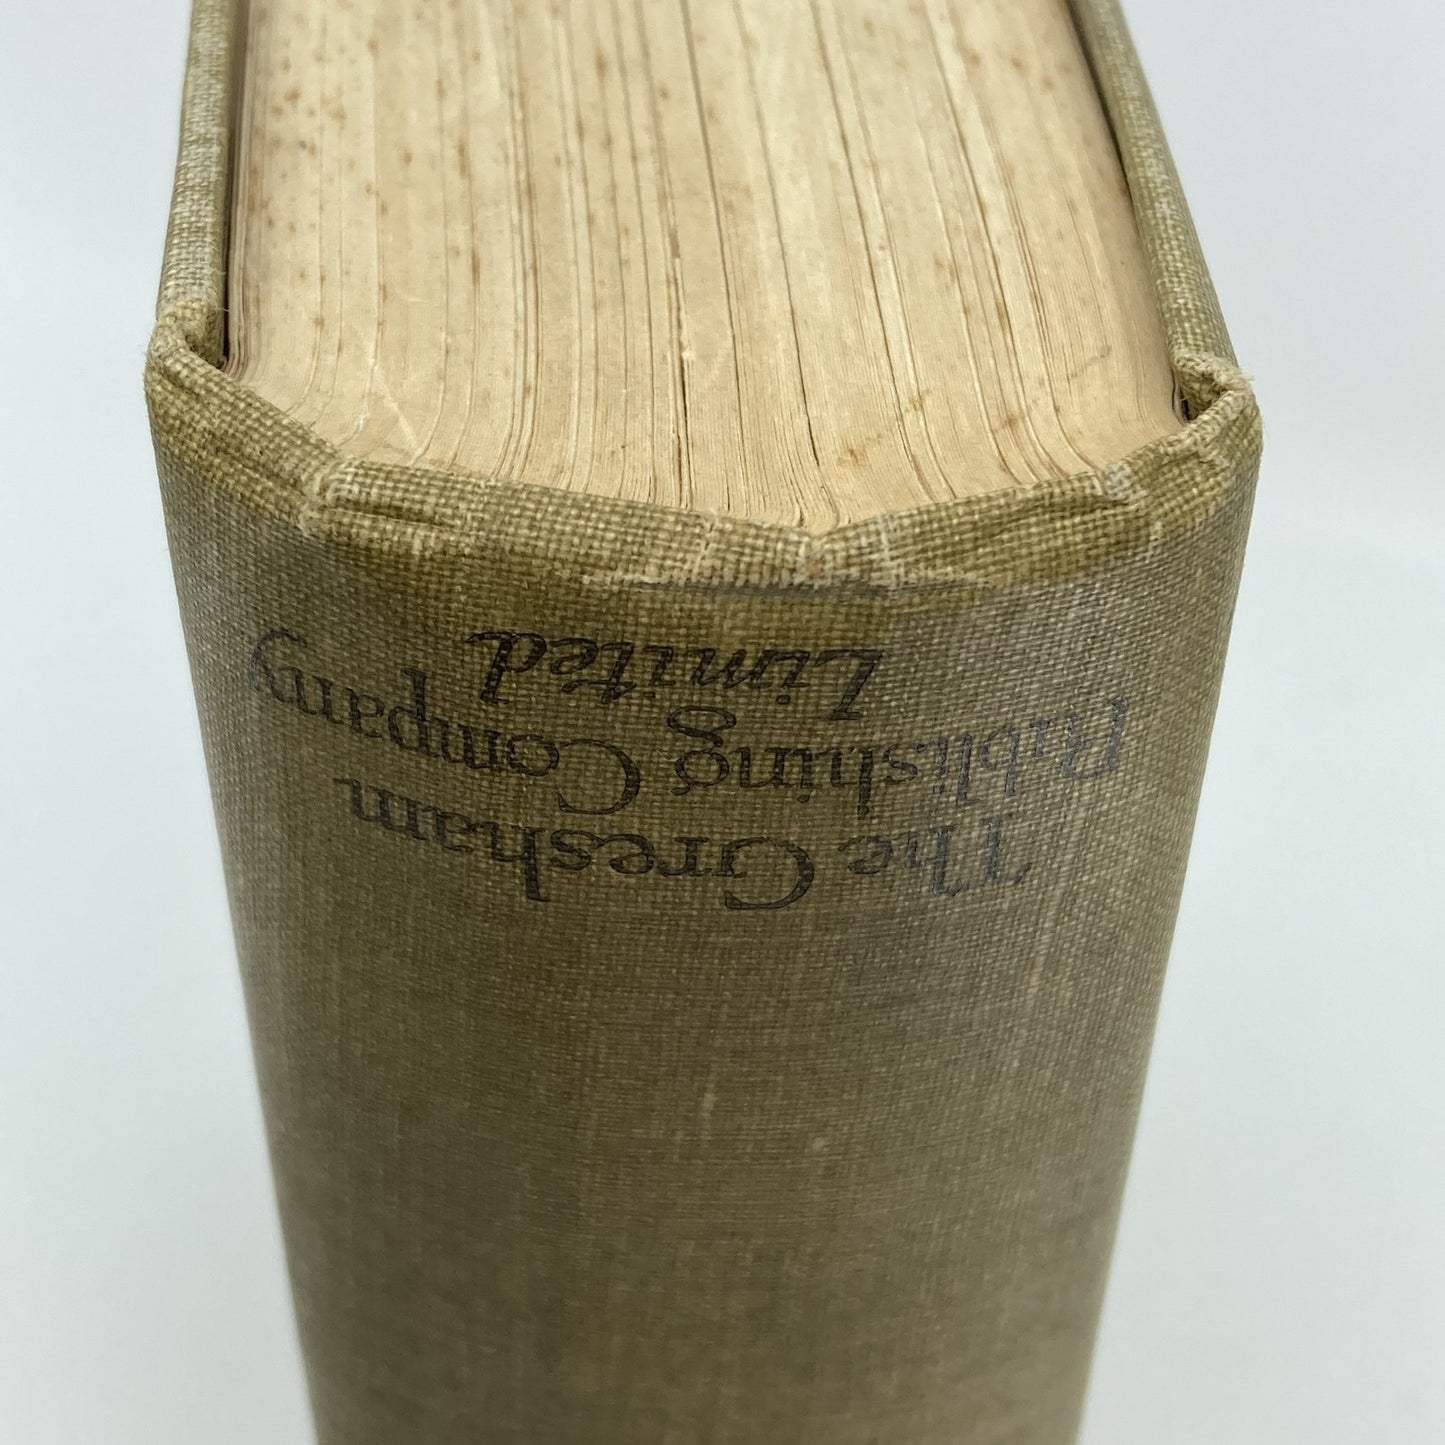 The Gresham
Publishing Company
Limited